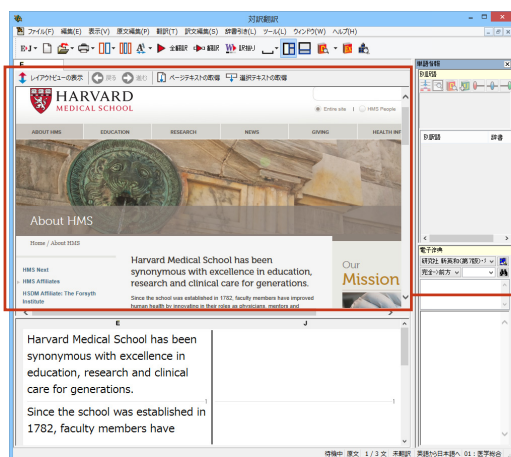 対訳翻訳
ファイル(F) 編集(E) 表示(V) 原文編集(P) 翻訳(T) 訳文編集(S) 辞書引き(L) ツール(L) ウィンドウ(W) ヘルプ(H)
全翻訳
翻訳
訳振り
E
単語情報
レイアウトビューの表示
戻る
進む
ページテキストの取得
選択テキストの取得
別訳語
HARVARD
MEDICAL SCHOOL
Entire site
HMS People
ABOUT HMS EDUCATION RESEARCH NEWS GIVING HEALTH INF
別訳語 辞書
About HMS
Home / About HMS
電子辞典
完全->前方
HMS Next
HMS Affiliates
HSDM Affiliate: The Forsyth
Institute
Harvard Medical School has been
synonymous with excellence in education,
research and clinical care for generations.
Since the school was established in 1782, faculty members have improved
human health by innovating in their roles as physicians, mentors and
Our
Mission
E J
Harvard Medical School has been
synonymous with excellence in
education, research and clinical
care for generations.
1 1
Since the school was established in
1782, faculty members have
待機中 原文 1 / 3 文 未翻訳 英語から日本語へ 01 : 医学総合